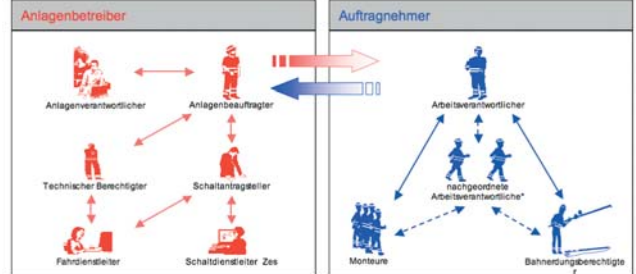 Anlagenbetreiber
Auftragnehmer
Anlagenverantwortlicher
Anlagenbeauftragter
Arbeitsverantwortlicher
Technischer Berechtigter
Schaltantragsteller
nachgeordnete
Arbeitsverantwortliche*
Fahrdienstleiter
Schaltdienstleiter Zes
Monteure
Bahnerdungsberechtigte
r